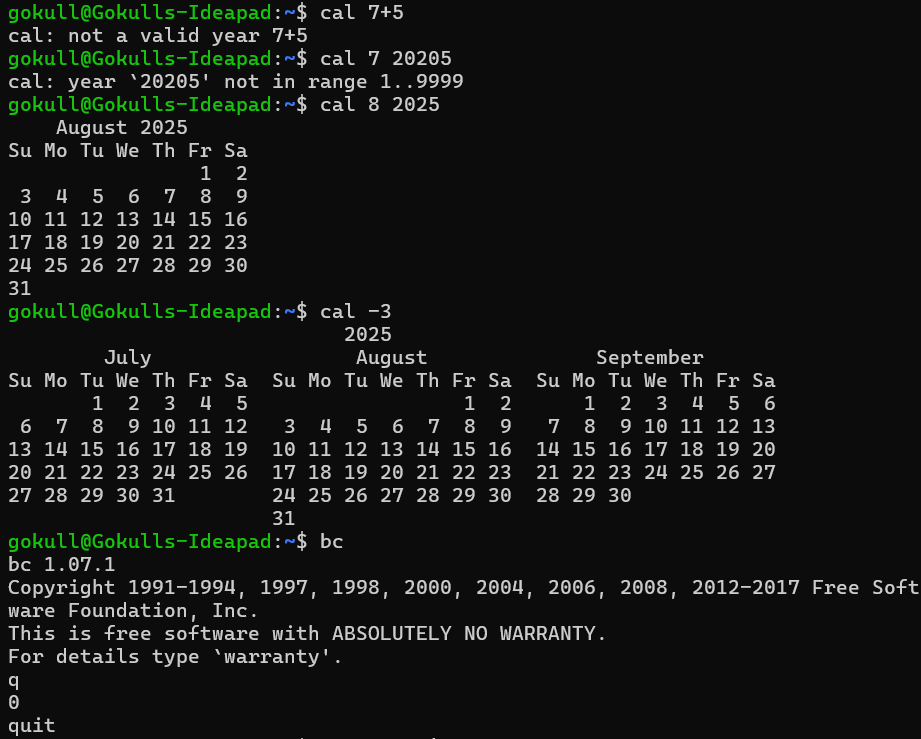 gokull@Gokulls-Ideapad:~$ cal 7+5
cal: not a valid year 7+5
gokull@Gokulls-Ideapad:~$ cal 7 20205
cal: year `20205' not in range 1..9999
gokull@Gokulls-Ideapad:~$ cal 8 2025
    August 2025
Su Mo Tu We Th Fr Sa
                1  2
 3  4  5  6  7  8  9
10 11 12 13 14 15 16
17 18 19 20 21 22 23
24 25 26 27 28 29 30
31
gokull@Gokulls-Ideapad:~$ cal -3
                            2025
        July                 August              September
Su Mo Tu We Th Fr Sa  Su Mo Tu We Th Fr Sa  Su Mo Tu We Th Fr Sa
       1  2  3  4  5                  1  2      1  2  3  4  5  6
 6  7  8  9 10 11 12   3  4  5  6  7  8  9   7  8  9 10 11 12 13
13 14 15 16 17 18 19  10 11 12 13 14 15 16  14 15 16 17 18 19 20
20 21 22 23 24 25 26  17 18 19 20 21 22 23  21 22 23 24 25 26 27
27 28 29 30 31        24 25 26 27 28 29 30  28 29 30
                      31
gokull@Gokulls-Ideapad:~$ bc
bc 1.07.1
Copyright 1991-1994, 1997, 1998, 2000, 2004, 2006, 2008, 2012-2017 Free Soft
ware Foundation, Inc.
This is free software with ABSOLUTELY NO WARRANTY.
For details type `warranty'.
q
0
quit